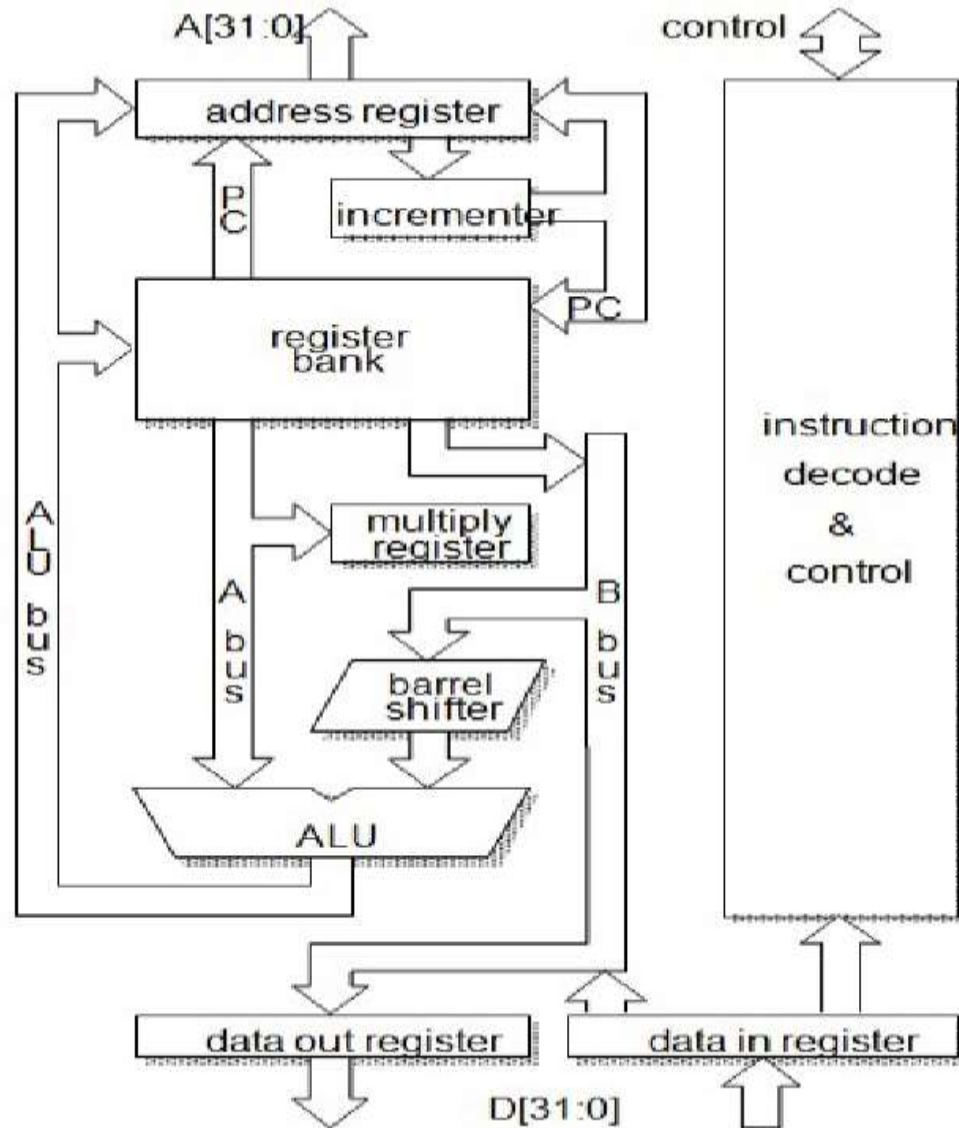 A[31:0]
control
address register
PC
incrementer
PC
register
bank
instruction
decode
&
control
multiply
register
ALU bus
A bus
B bus
barrel
shifter
ALU
data out register
data in register
D[31:0]